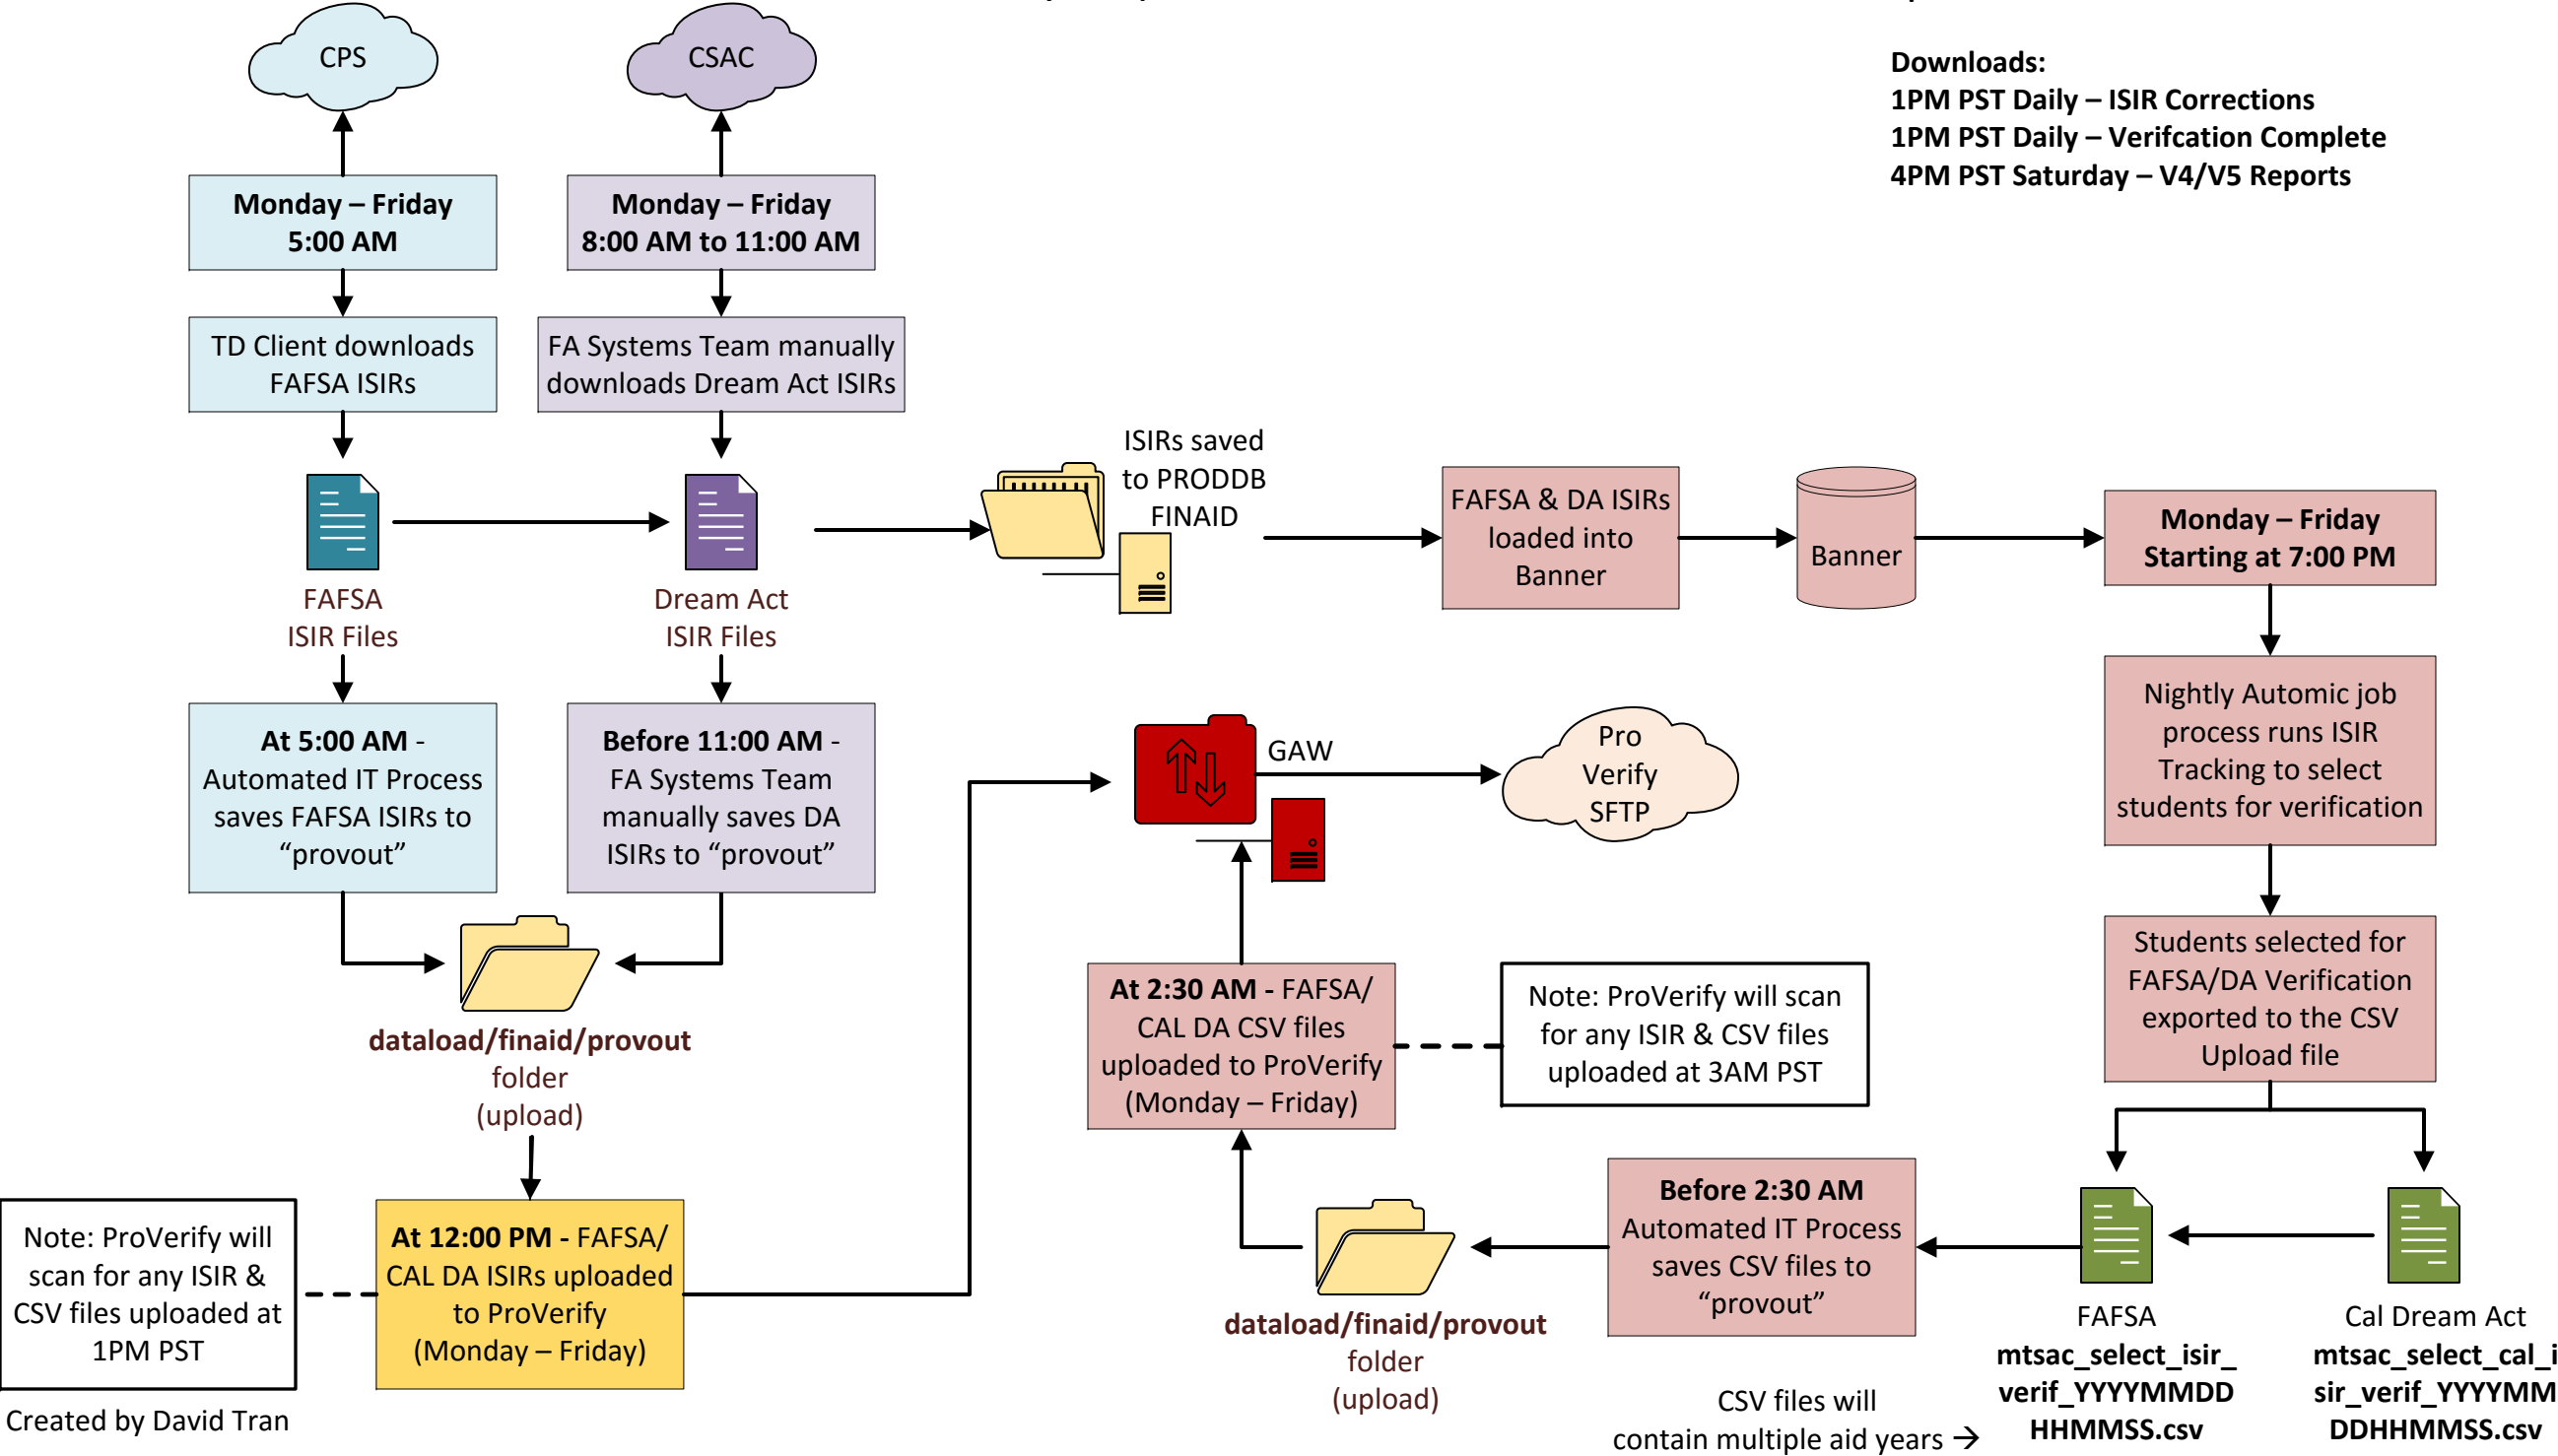 CPS
CSAC
Downloads:
1PM PST Daily – ISIR Corrections
1PM PST Daily – Verifcation Complete
4PM PST Saturday – V4/V5 Reports
Monday – Friday
5:00 AM
Monday – Friday
8:00 AM to 11:00 AM
TD Client downloads
FAFSA ISIRs
FA Systems Team manually
downloads Dream Act ISIRs
ISIRs saved
to PRODDB
FINAID
FAFSA & DA ISIRs
loaded into
Banner
Banner
Monday – Friday
Starting at 7:00 PM
FAFSA
ISIR Files
Dream Act
ISIR Files
Nightly Automic job
process runs ISIR
Tracking to select
students for verification
At 5:00 AM -
Automated IT Process
saves FAFSA ISIRs to
“provout”
Before 11:00 AM -
FA Systems Team
manually saves DA
ISIRs to “provout”
GAW
Pro
Verify
SFTP
Students selected for
FAFSA/DA Verification
exported to the CSV
Upload file
dataload/finaid/provout
folder
(upload)
At 2:30 AM - FAFSA/
CAL DA CSV files
uploaded to ProVerify
(Monday – Friday)
Note: ProVerify will scan
for any ISIR & CSV files
uploaded at 3AM PST
Note: ProVerify will
scan for any ISIR &
CSV files uploaded at
1PM PST
At 12:00 PM - FAFSA/
CAL DA ISIRs uploaded
to ProVerify
(Monday – Friday)
dataload/finaid/provout
folder
(upload)
Before 2:30 AM
Automated IT Process
saves CSV files to
“provout”
FAFSA
mtsac_select_isir_
verif_YYYYMMDD
HHMMSS.csv
Cal Dream Act
mtsac_select_cal_i
sir_verif_YYYYMM
DDHHMMSS.csv
CSV files will
contain multiple aid years →
Created by David Tran